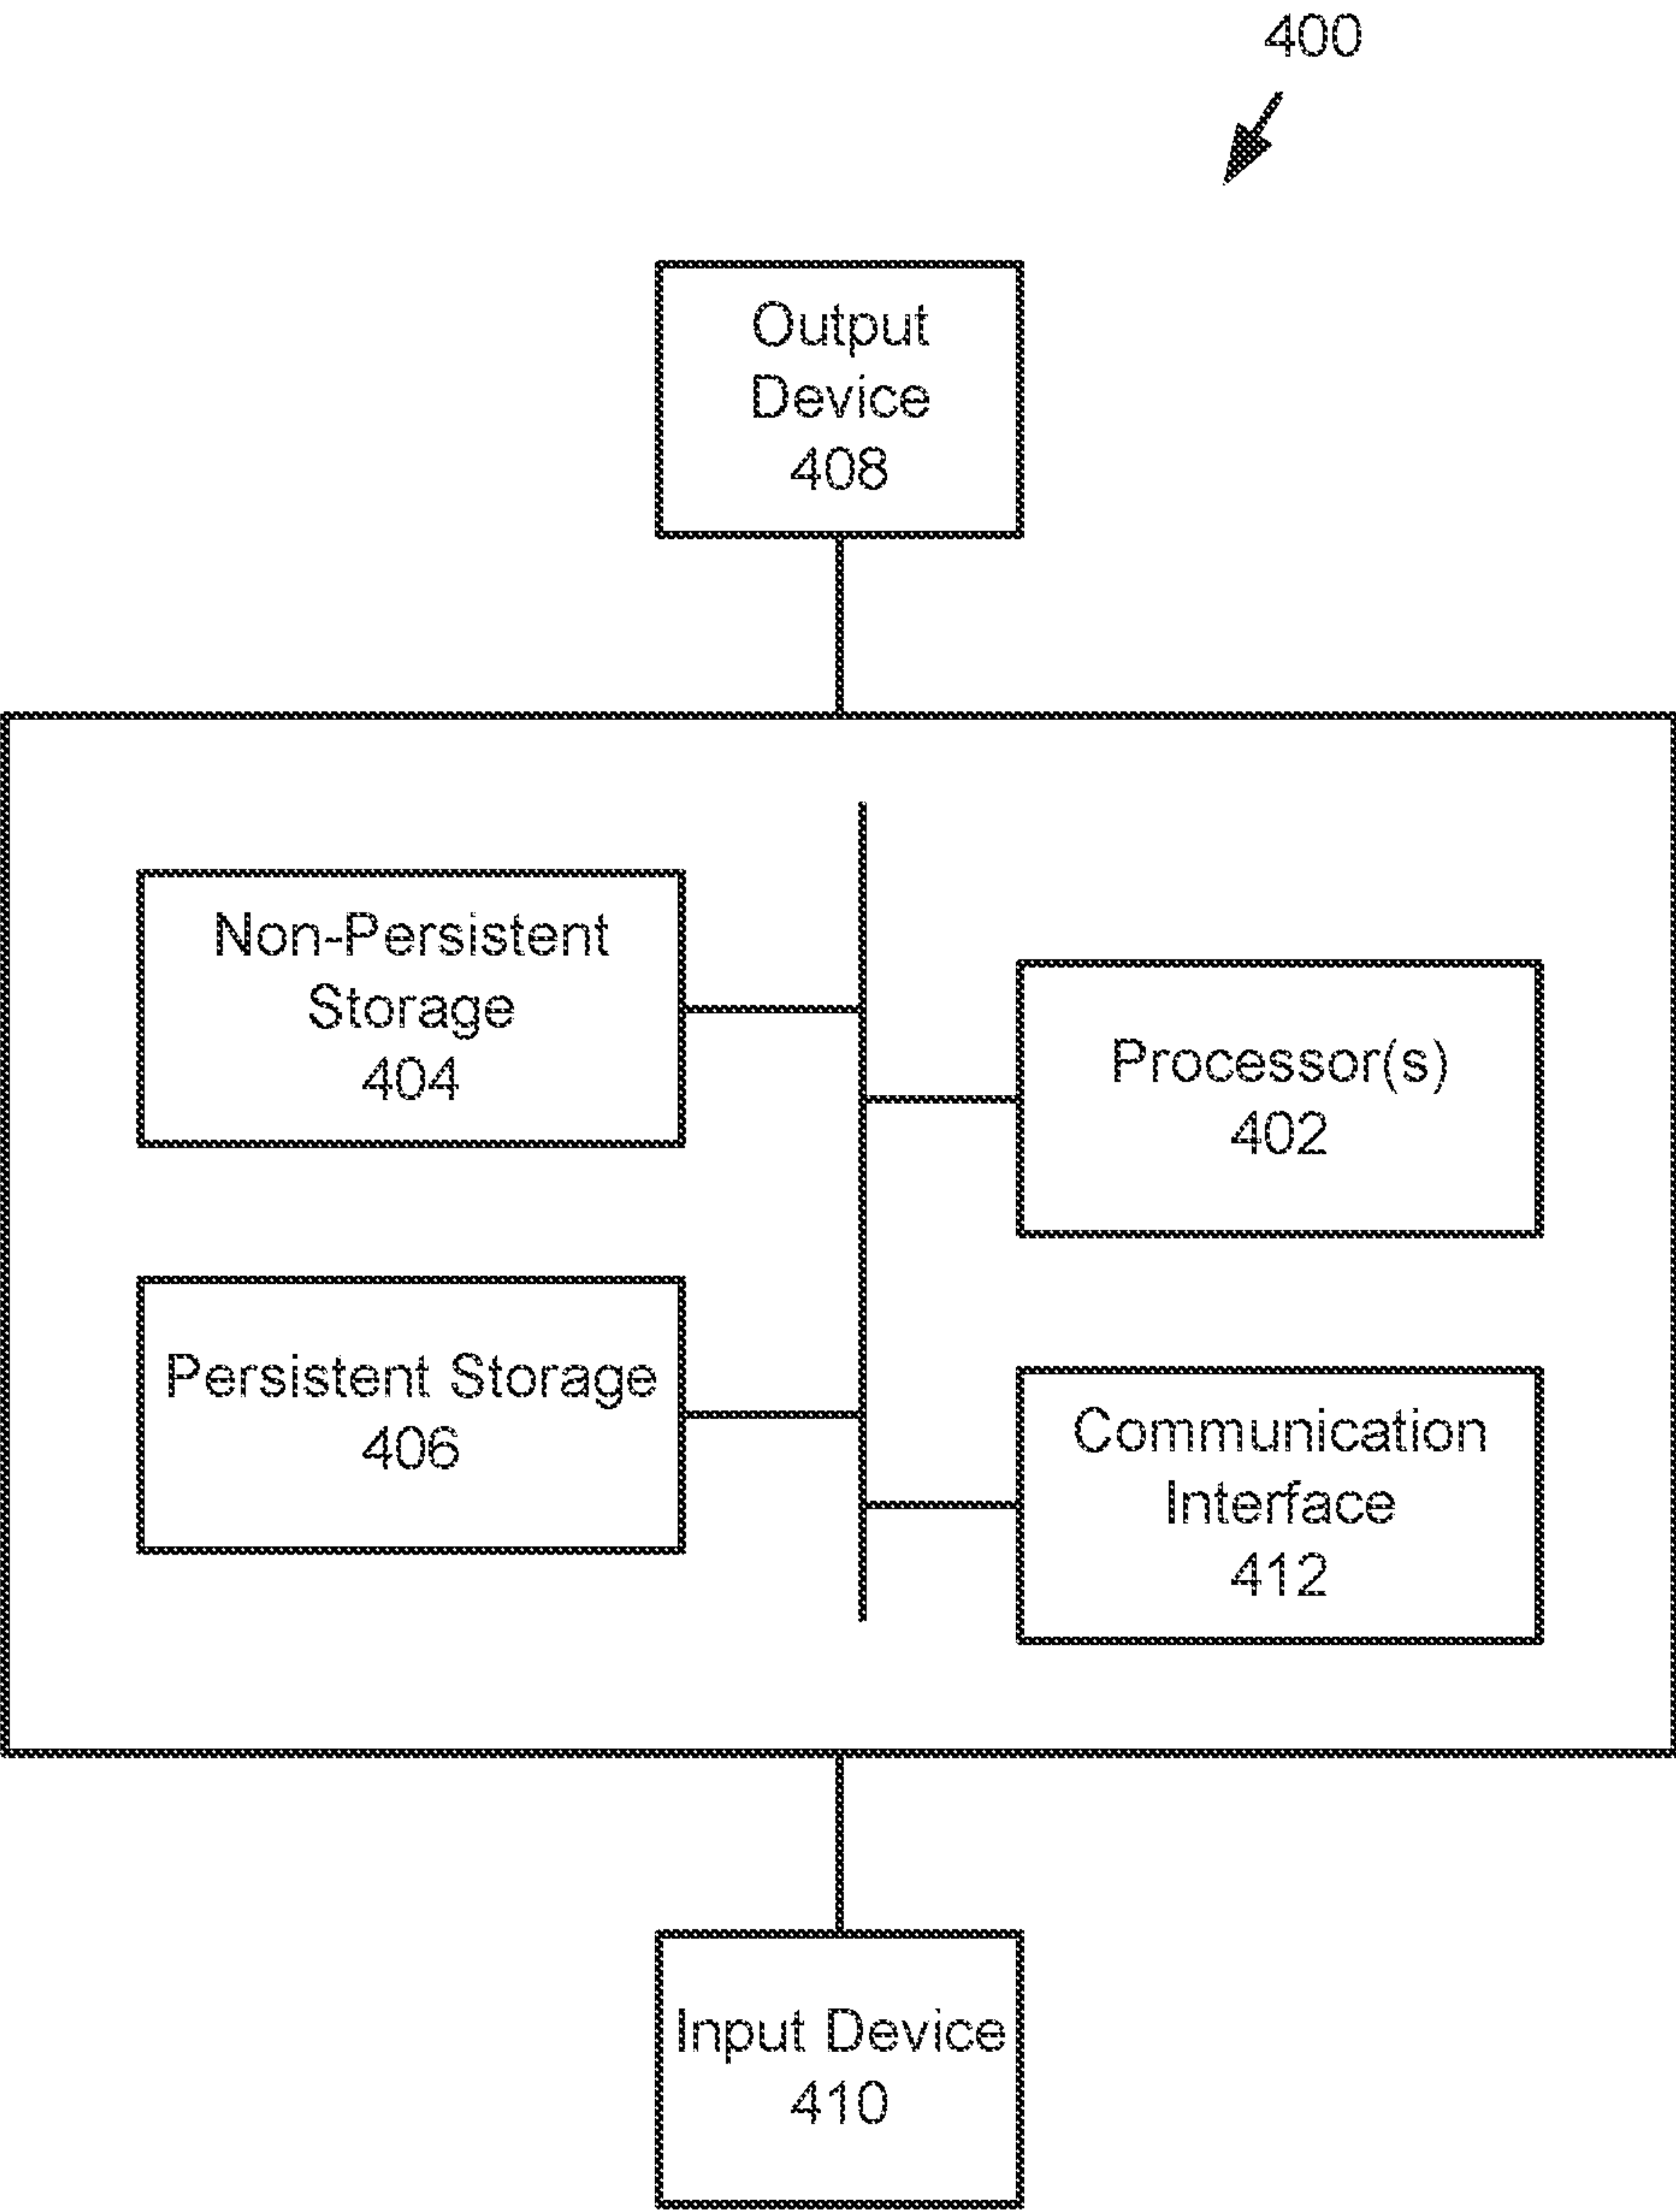 400
Output
Device
408
Non-Persistent
Storage
404
Processor(s)
402
Persistent Storage
406
Communication
Interface
412
Input Device
410